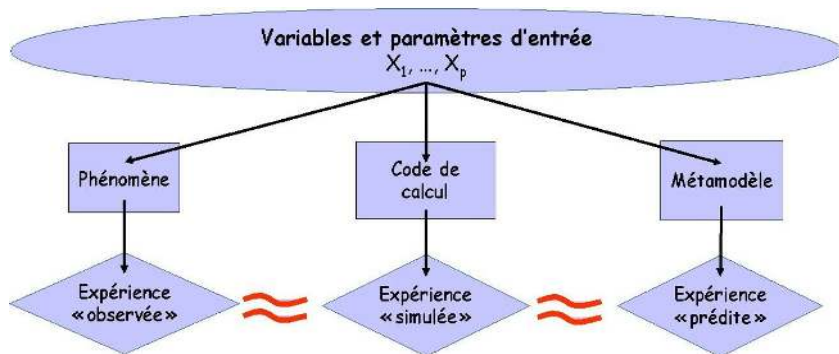 Variables et paramètres d'entrée
X1, ..., Xp
Phénomène
Code de
calcul
Métamodèle
Expérience
«observée»
Expérience
«simulée»
Expérience
«prédite»